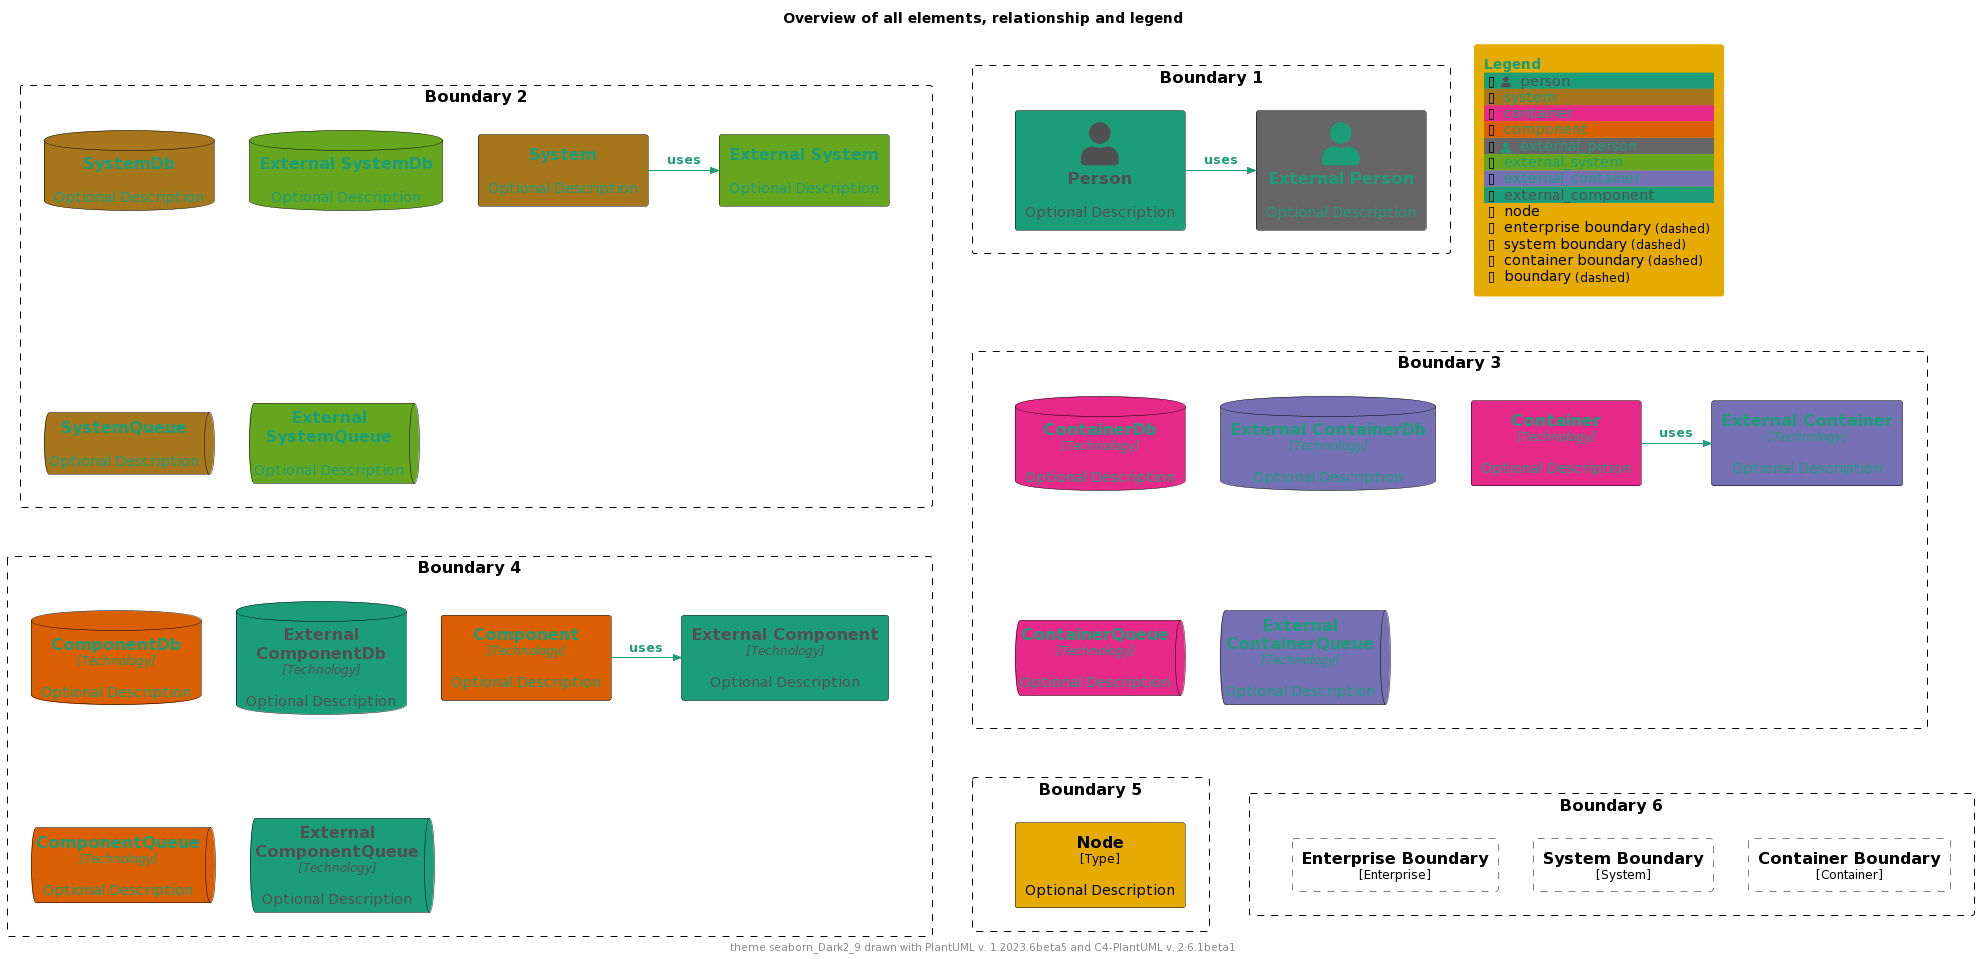 Overview of all elements, relationship and legend
Boundary 2
SystemDb
Optional Description
External SystemDb
Optional Description
System
Optional Description
uses
External System
Optional Description
SystemQueue
Optional Description
External
SystemQueue
Optional Description
Boundary 1
Person
Optional Description
uses
External Person
Optional Description
Legend
person
system
container
component
external_person
external_system
external_container
external_component
node
enterprise boundary (dashed)
system boundary (dashed)
container boundary (dashed)
boundary (dashed)
Boundary 3
ContainerDb
[Technology]
Optional Description
External ContainerDb
[Technology]
Optional Description
Container
[Technology]
Optional Description
uses
External Container
[Technology]
Optional Description
ContainerQueue
[Technology]
Optional Description
External
ContainerQueue
[Technology]
Optional Description
Boundary 4
ComponentDb
[Technology]
Optional Description
External
ComponentDb
[Technology]
Optional Description
Component
[Technology]
Optional Description
uses
External Component
[Technology]
Optional Description
ComponentQueue
[Technology]
Optional Description
External
ComponentQueue
[Technology]
Optional Description
Boundary 5
Node
[Type]
Optional Description
Boundary 6
Enterprise Boundary
[Enterprise]
System Boundary
[System]
Container Boundary
[Container]
theme seaborn_Dark2_9 drawn with PlantUML v. 1.2023.6beta5 and C4-PlantUML v. 2.6.1beta1